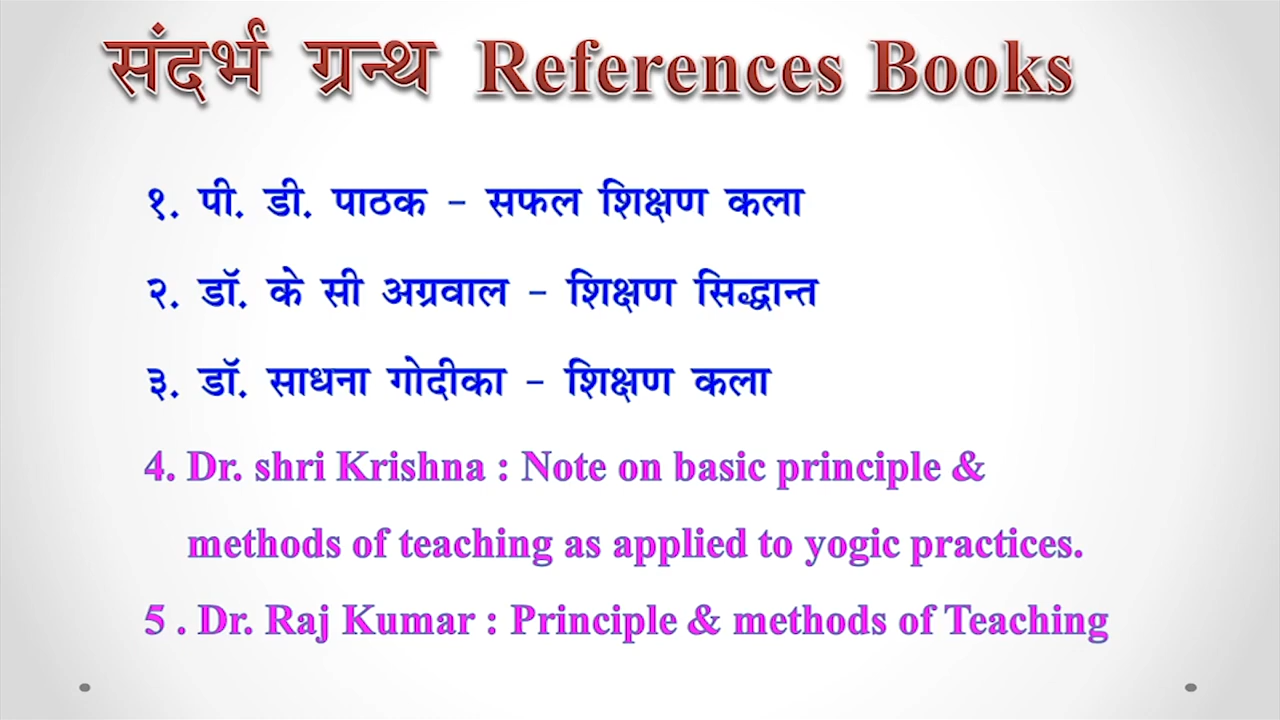 संदर्भ ग्रन्थ References Books
१. पी. डी. पाठक - सफल शिक्षण कला
२. डॉ. के सी अग्रवाल - शिक्षण सिद्धान्त
३. डॉ. साधना गोदीका - शिक्षण कला
4. Dr. shri Krishna : Note on basic principle &
methods of teaching as applied to yogic practices.
5 . Dr. Raj Kumar : Principle & methods of Teaching